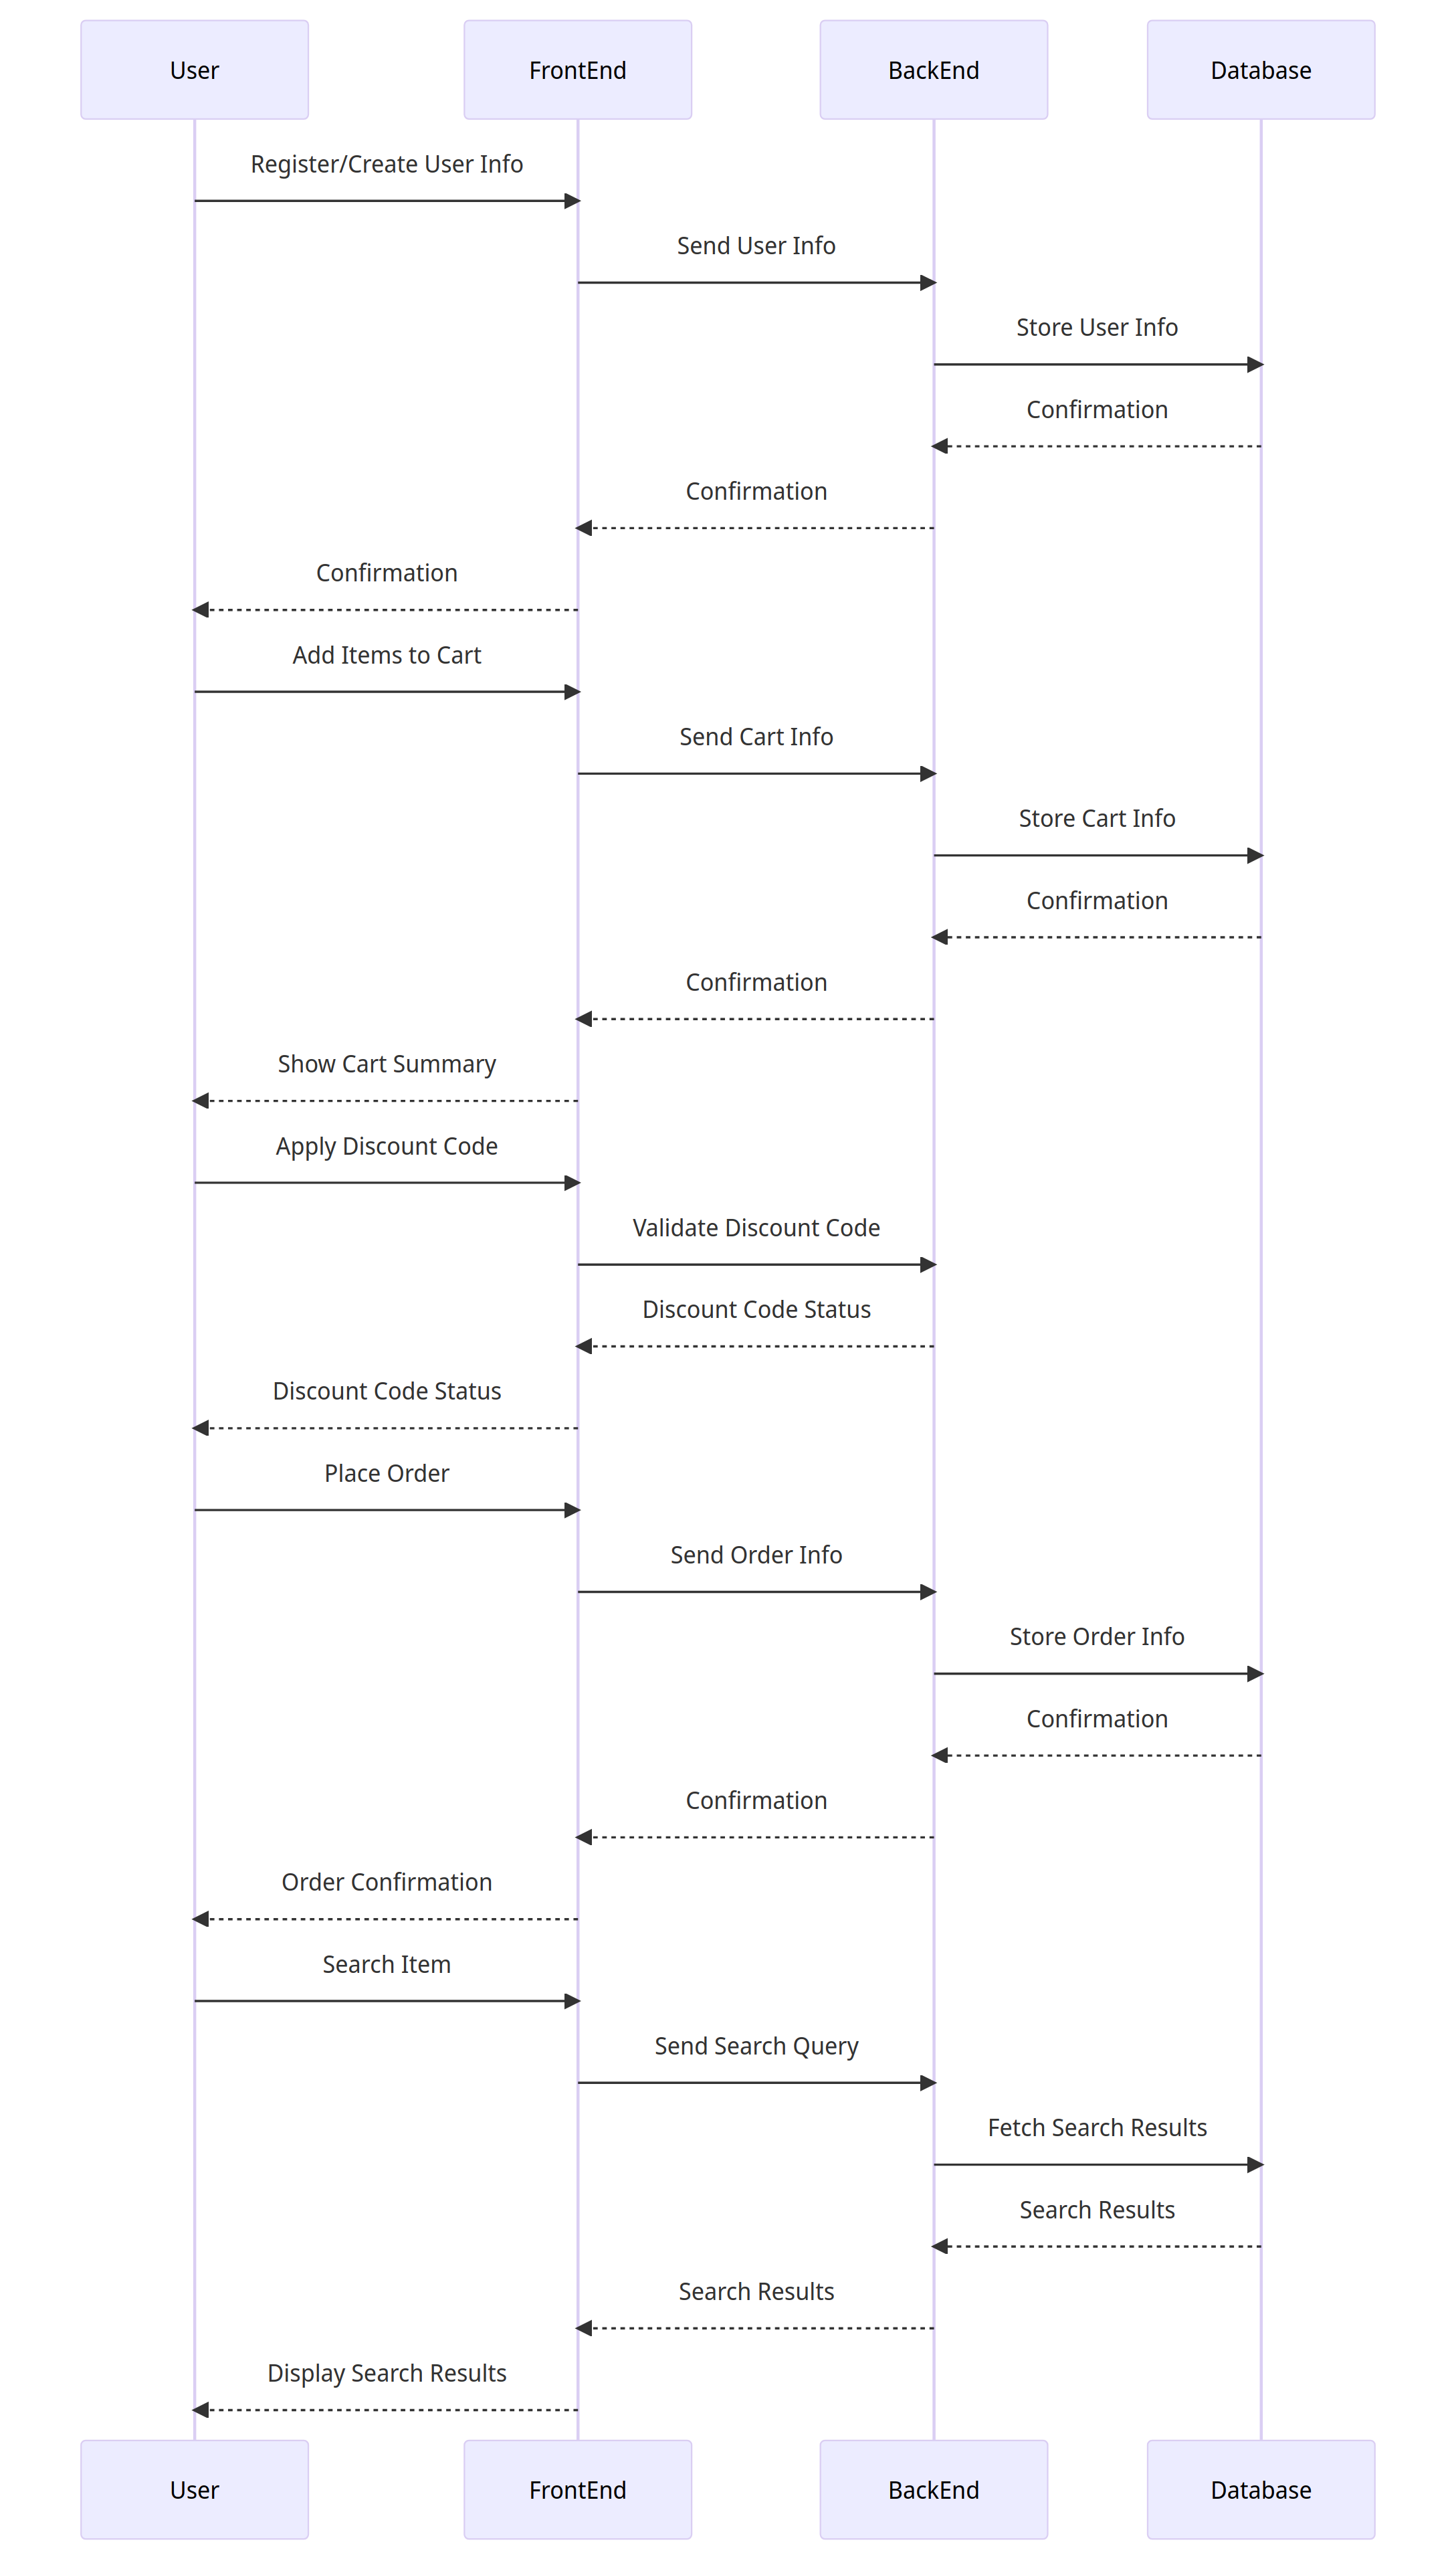 User
FrontEnd
BackEnd
Database
Register/Create User Info
Send User Info
Store User Info
Confirmation
Confirmation
Confirmation
Add Items to Cart
Send Cart Info
Store Cart Info
Confirmation
Confirmation
Show Cart Summary
Apply Discount Code
Validate Discount Code
Discount Code Status
Discount Code Status
Place Order
Send Order Info
Store Order Info
Confirmation
Confirmation
Order Confirmation
Search Item
Send Search Query
Fetch Search Results
Search Results
Search Results
Display Search Results
User
FrontEnd
BackEnd
Database